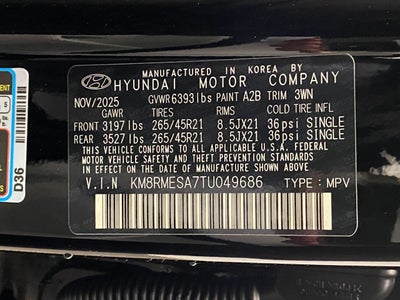 MANUFACTURED IN KOREA BY
HYUNDAI MOTOR COMPANY
NOV/2025 GVWR 6393 lbs PAINT A2B TRIM 3WN
GAWR TIRES RIMS COLD TIRE INFL
FRONT 3197 lbs 265/45R21 8.5JX21 36psi SINGLE
REAR 3527 lbs 265/45R21 8.5JX21 36psi SINGLE
THIS VEHICLE CONFORMS TO ALL APPLICABLE U.S.A. FEDERAL
MOTOR VEHICLE SAFETY AND THEFT PREVENTION STANDARDS
IN EFFECT ON THE DATE OF MANUFACTURE SHOWN ABOVE.
V.I.N KM8RMESA7TU049686 TYPE : MPV
5
D36